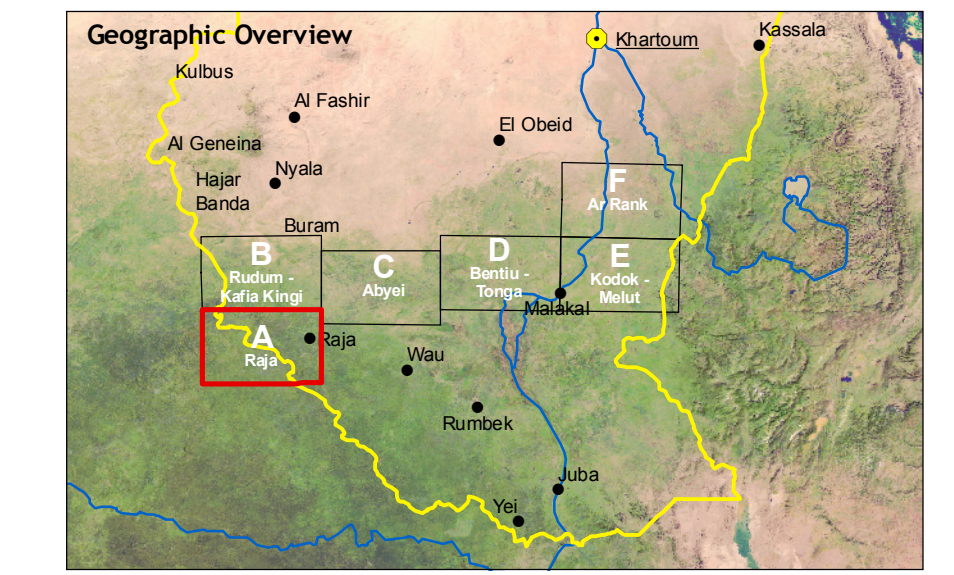 Geographic Overview
Khartoum
Kassala
Kulbus
Al Fashir
El Obeid
Al Geneina
Nyala
Hajar
Banda
F
Ar Rank
Buram
B
Rudum -
Kafia Kingi
C
Abyei
D
Bentiu -
Tonga
E
Kodok -
Melut
Malakal
A
Raja
Raja
Wau
Rumbek
Juba
Yei